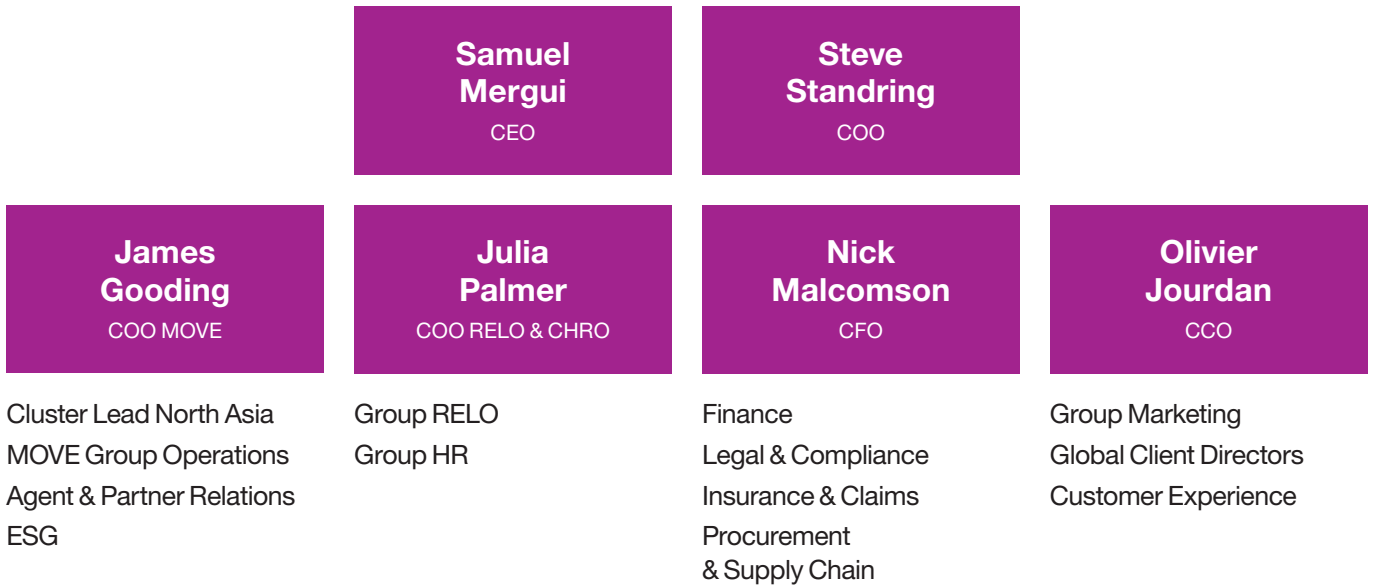 Samuel
Mergui
CEO
Steve
Standring
COO
James
Gooding
COO MOVE
Julia
Palmer
COO RELO & CHRO
Nick
Malcomson
CFO
Olivier
Jourdan
CCO
Cluster Lead North Asia
MOVE Group Operations
Agent & Partner Relations
ESG
Group RELO
Group HR
Finance
Legal & Compliance
Insurance & Claims
Procurement
& Supply Chain
Group Marketing
Global Client Directors
Customer Experience